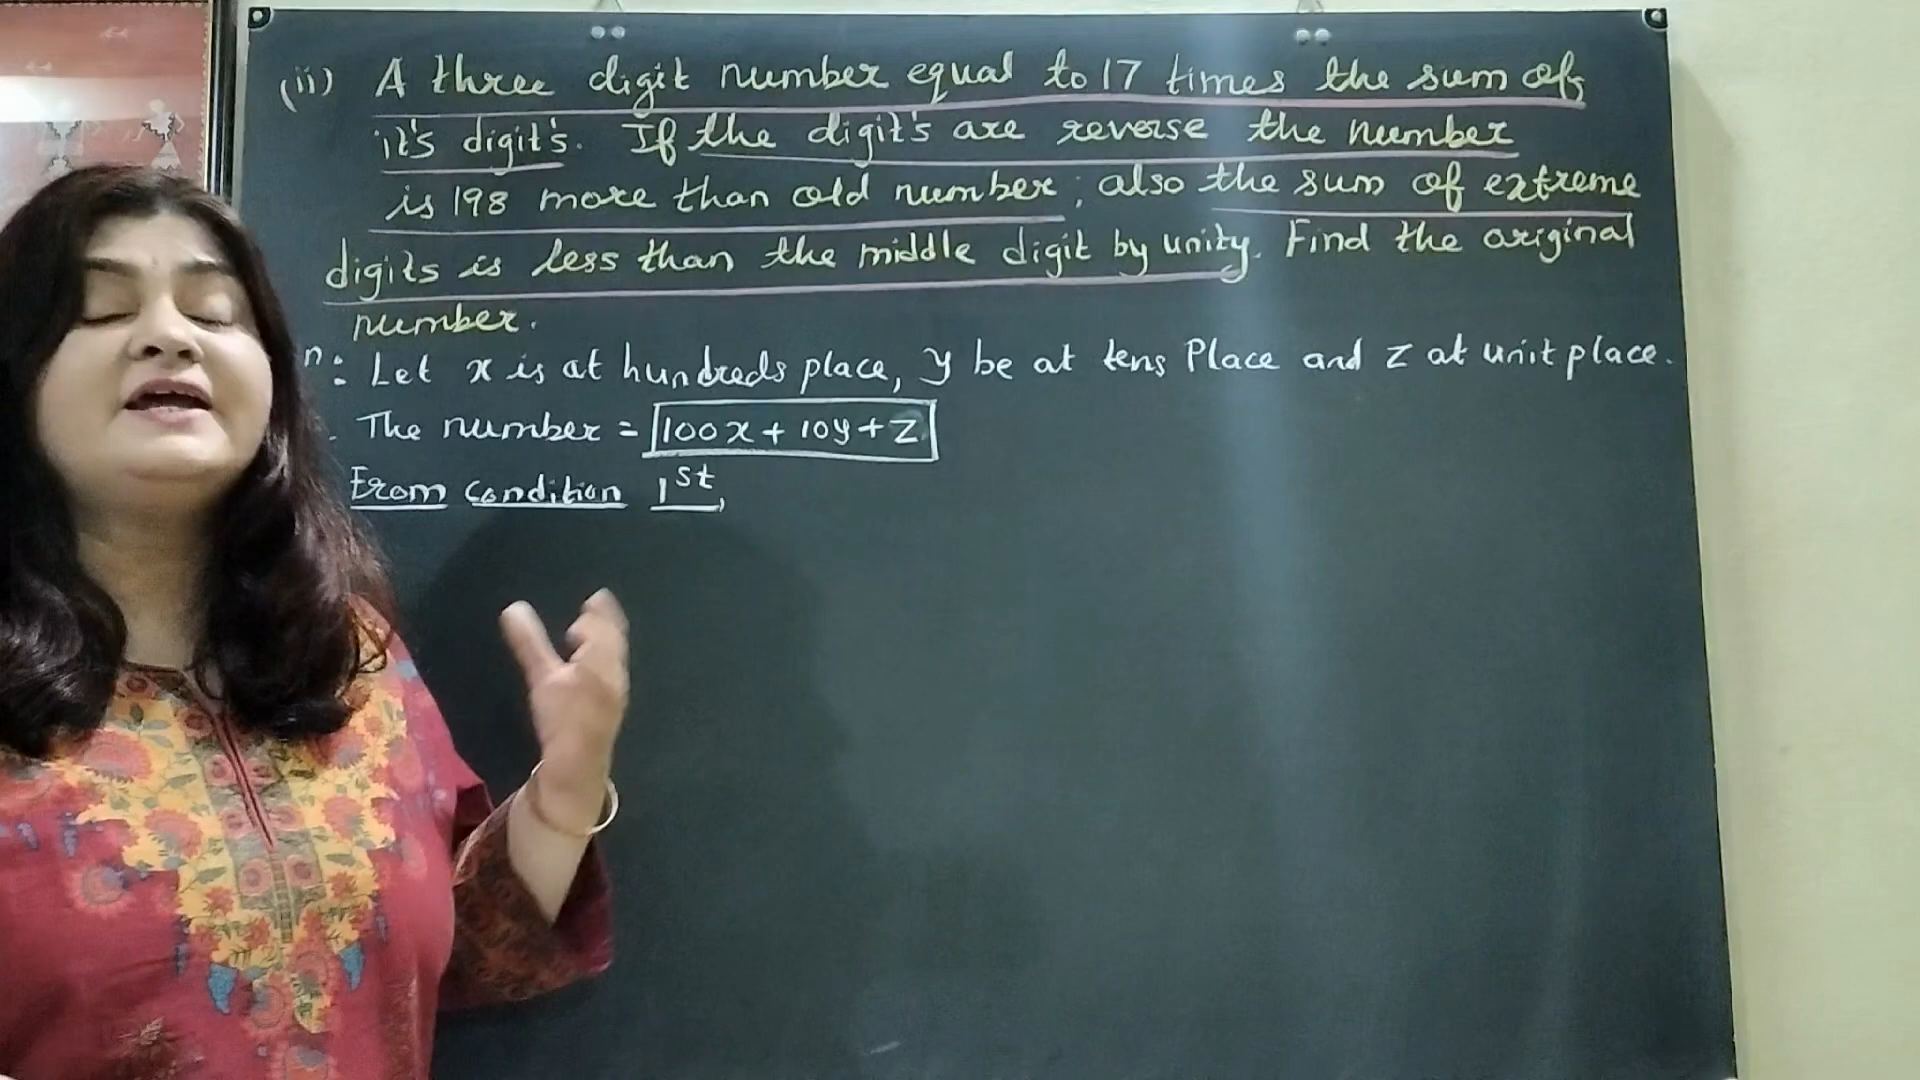 (ii) A three digit number equal to 17 times the sum of
it's digit's. If the digit's are reverse the number
is 198 more than old number; also the sum of extreme
digits is less than the middle digit by unity. Find the original
number.
n: Let x is at hundreds place, y be at tens Place and z at unit place.
. The number = 100x + 10y + z
From condition 1st,